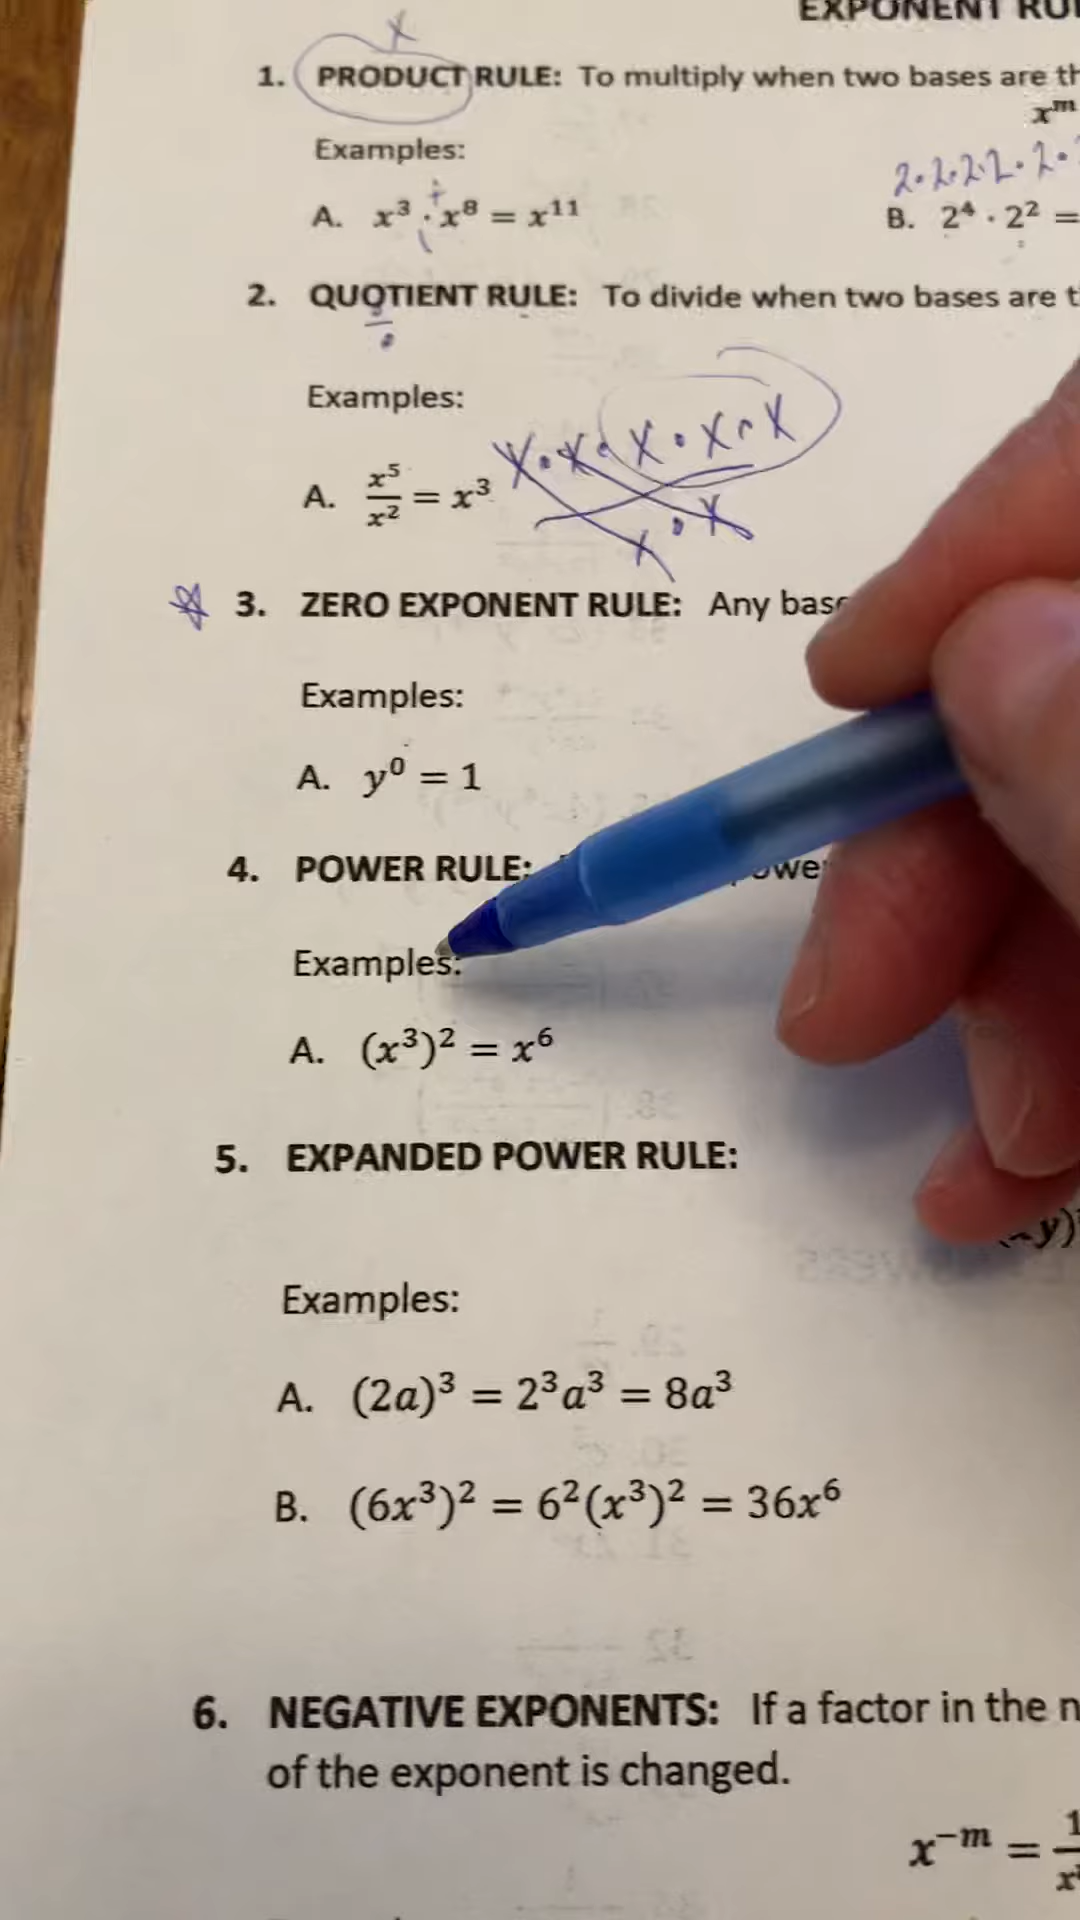 EXPONENT
x
1. PRODUCT RULE: To multiply when two bases are
xᵐ
Examples:
2·2·2·2·2·
+
A. x³ · x⁸ = x¹¹ B. 2⁴ · 2² =
2. QUOTIENT RULE: To divide when two bases are
÷
Examples:
x·x·x·x·x
A. x⁵/x² = x³
x·x
3. ZERO EXPONENT RULE: Any
Examples:
A. y⁰ = 1
4. POWER RULE:
Examples:
A. (x³)² = x⁶
5. EXPANDED POWER RULE:
y)
Examples:
A. (2a)³ = 2³a³ = 8a³
B. (6x³)² = 6²(x³)² = 36x⁶
6. NEGATIVE EXPONENTS: If a factor in the
of the exponent is changed.
x⁻ᵐ = 1/x